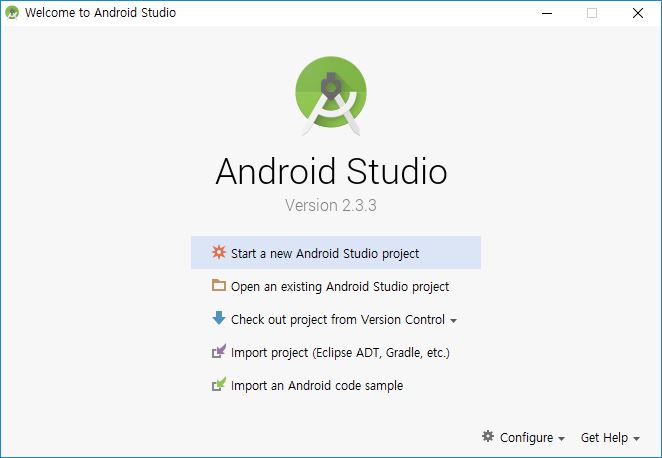 Welcome to Android Studio
Android Studio
Version 2.3.3
Start a new Android Studio project
Open an existing Android Studio project
Check out project from Version Control
Import project (Eclipse ADT, Gradle, etc.)
Import an Android code sample
Configure Get Help